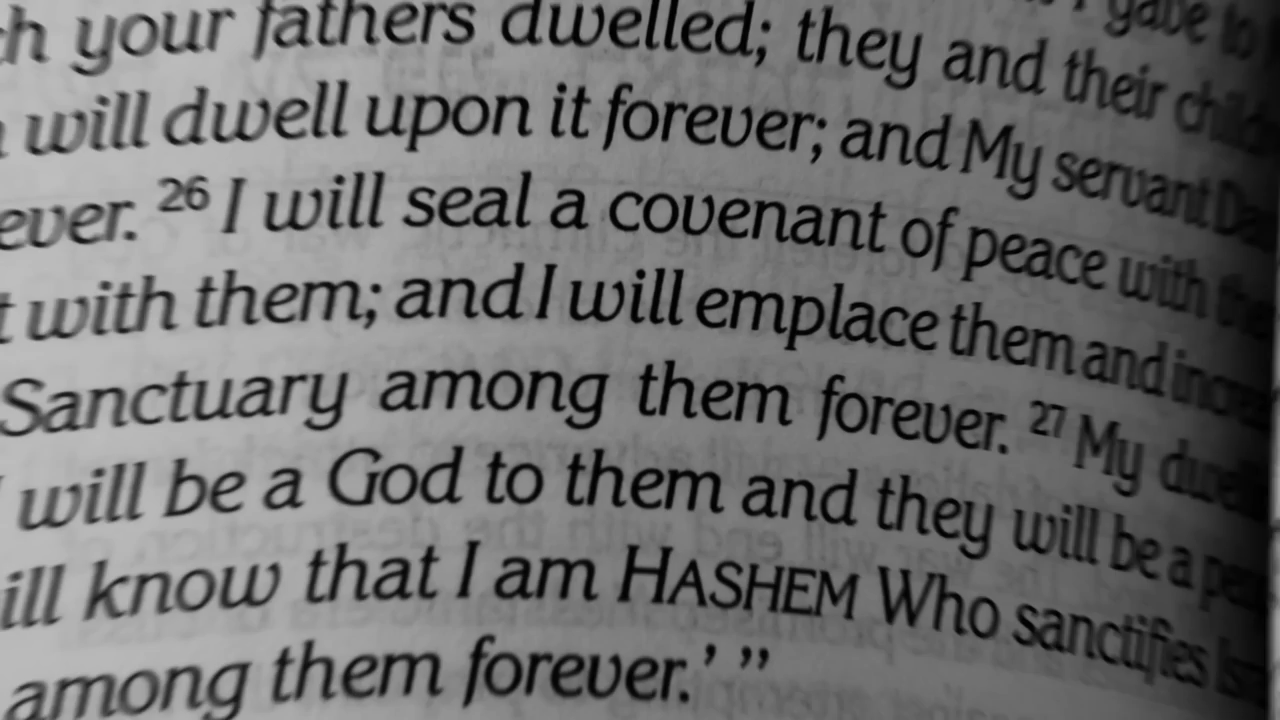 gave to
your fathers dwelled; they and their
will dwell upon it forever; and My servant
ever. 26 I will seal a covenant of peace with
with them; and I will emplace them and
Sanctuary among them forever. 27 My
will be a God to them and they will be a
ill know that I am HASHEM Who sanctifies
among them forever.’ ”